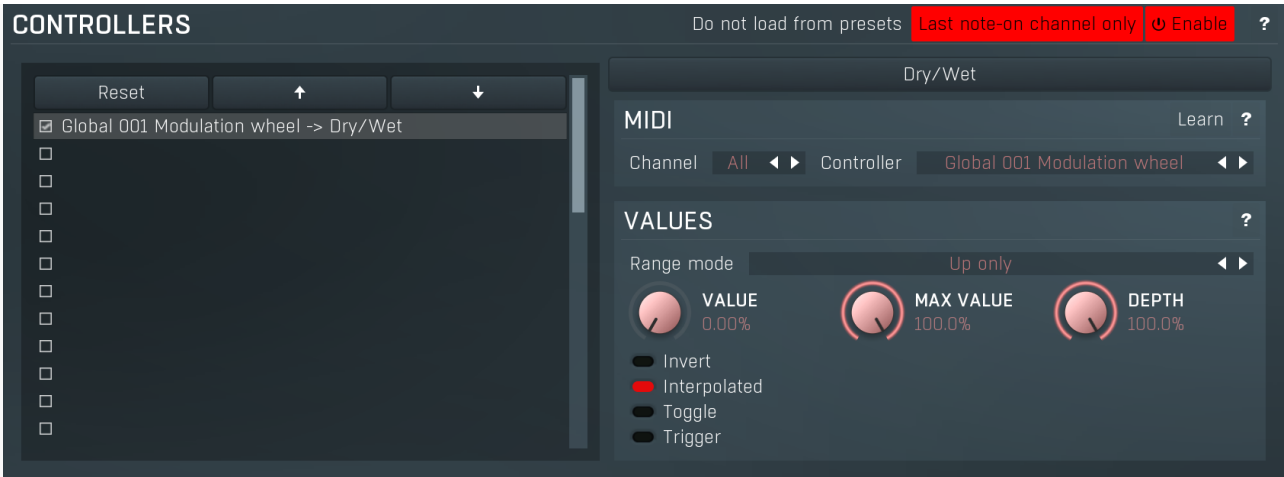 CONTROLLERS
Do not load from presets Last note-on channel only Enable ?
Reset
Global 001 Modulation wheel -> Dry/Wet
Dry/Wet
MIDI Learn ?
Channel All Controller Global 001 Modulation wheel
VALUES ?
Range mode Up only
VALUE MAX VALUE DEPTH
0.00% 100.0% 100.0%
Invert
Interpolated
Toggle
Trigger